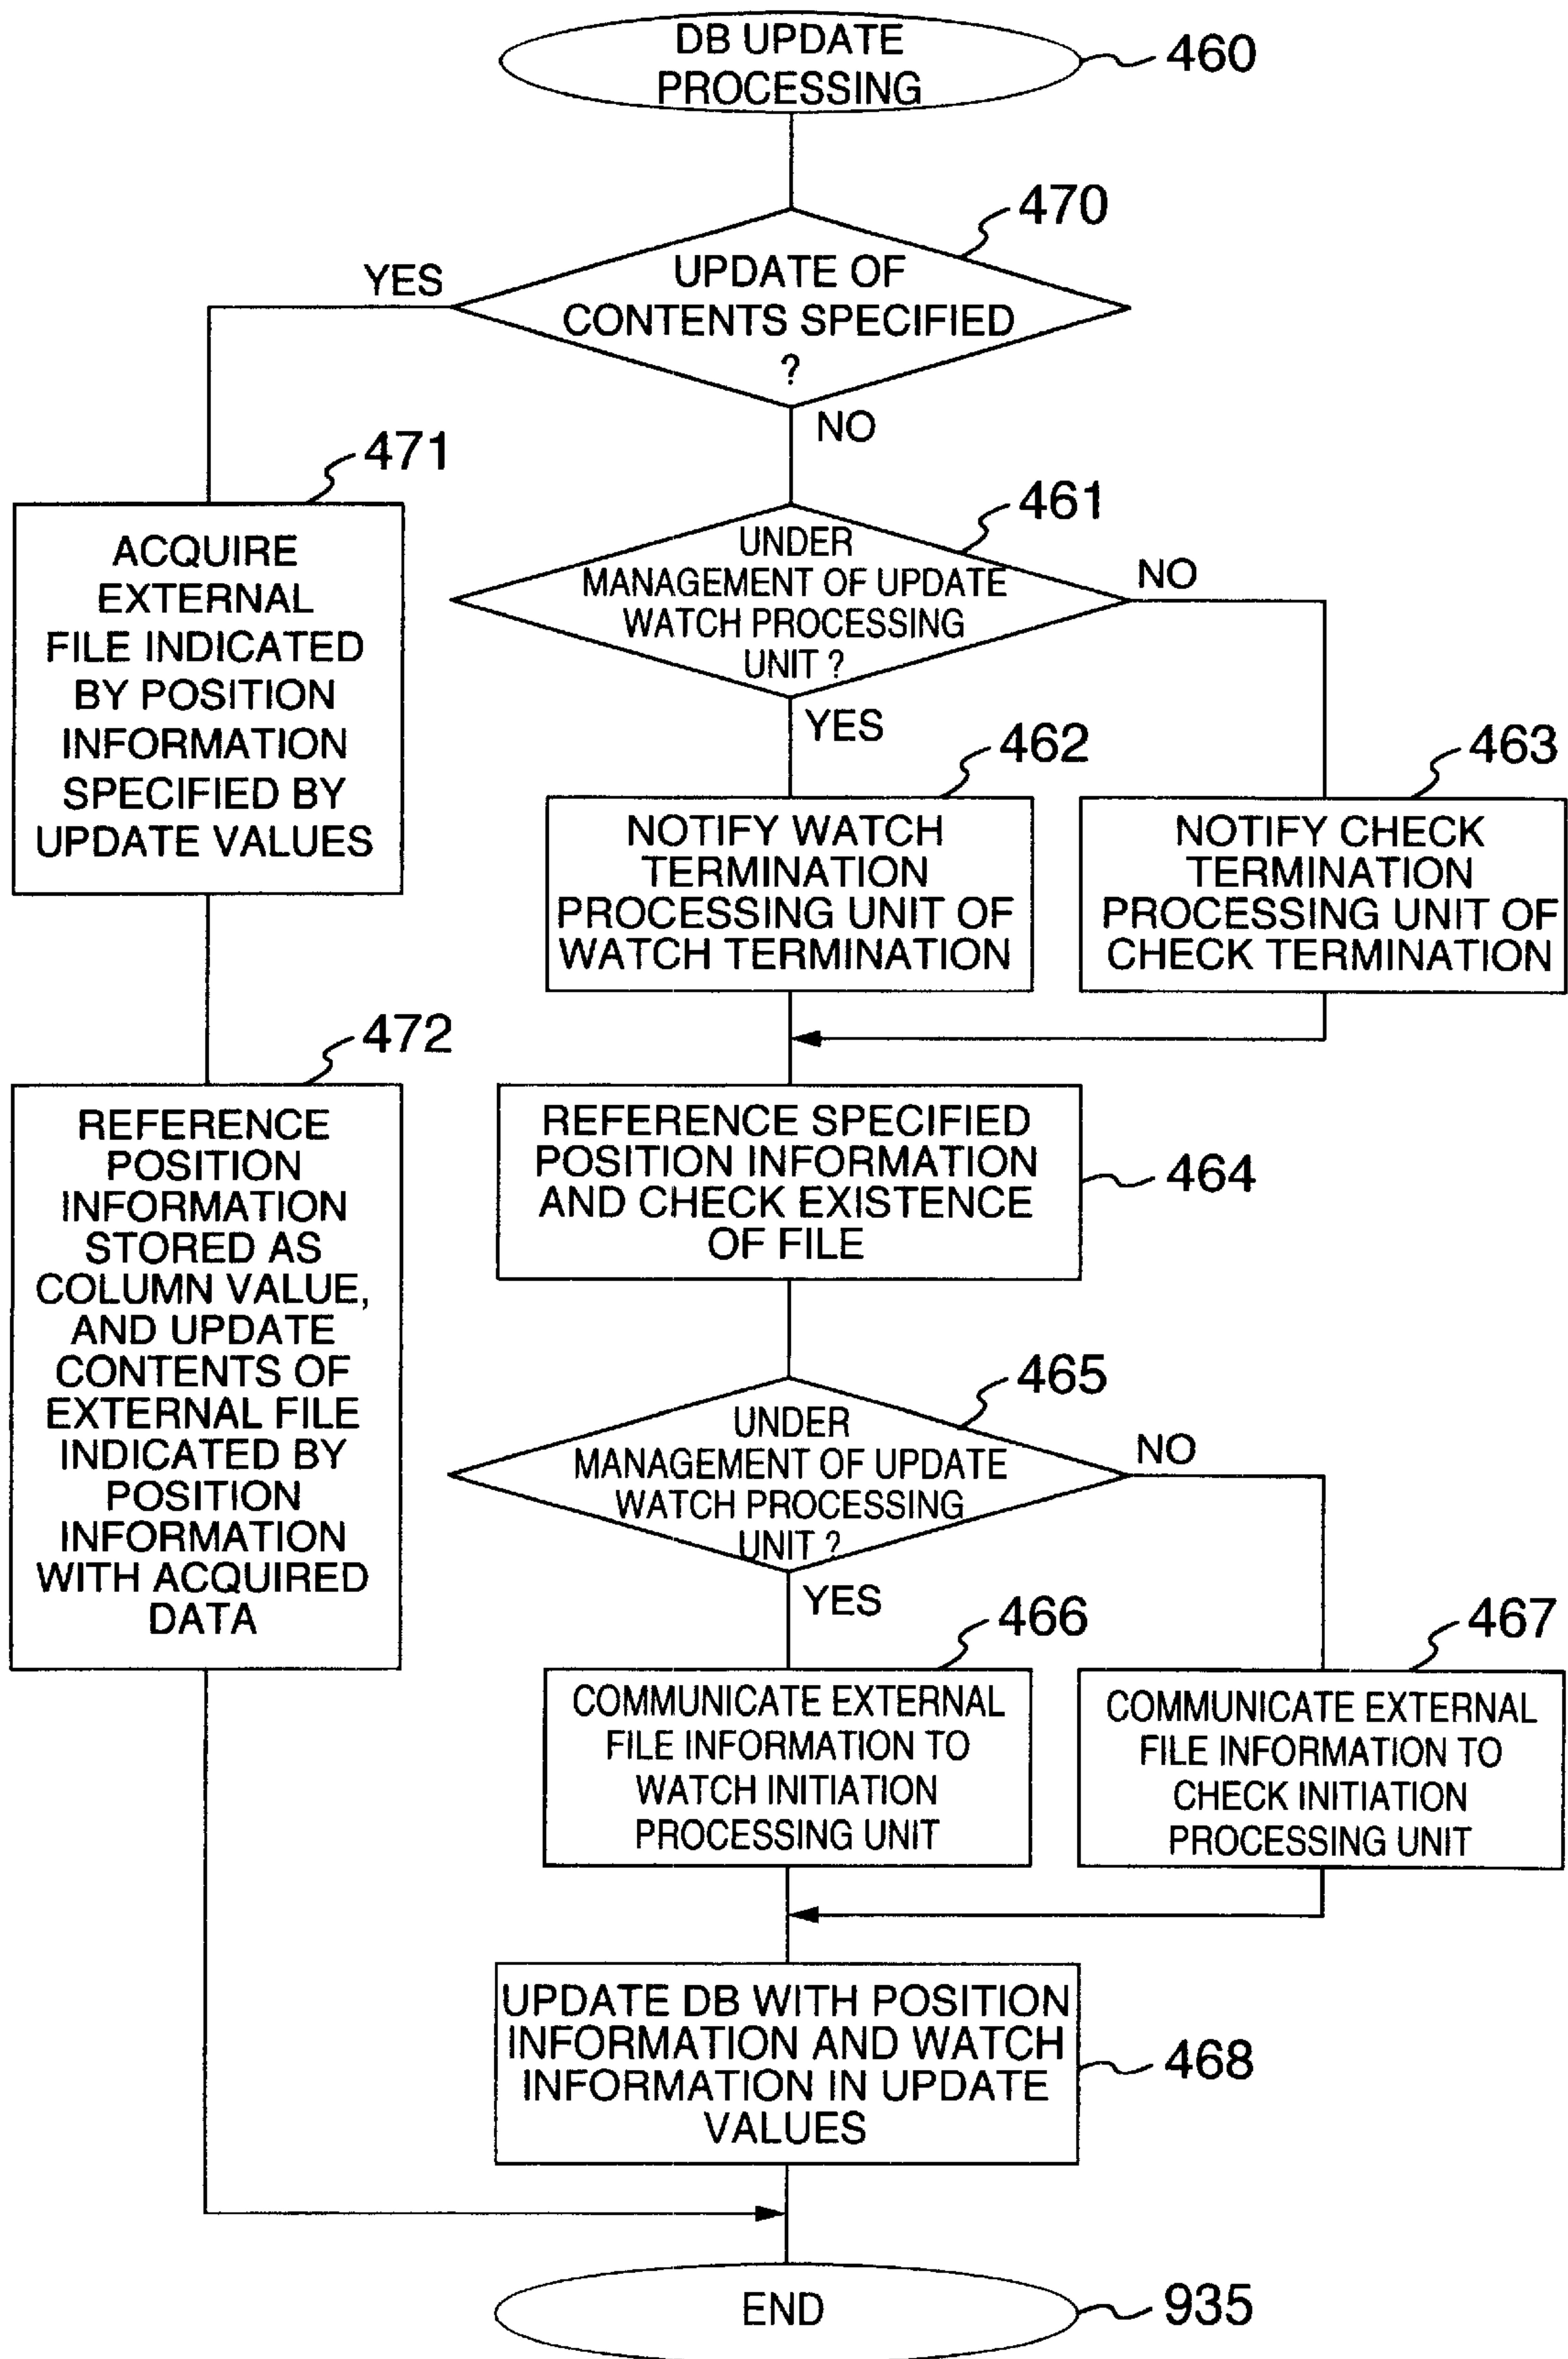 DB UPDATE
PROCESSING
460
470
UPDATE OF
CONTENTS SPECIFIED
?
YES
NO
471
ACQUIRE
EXTERNAL
FILE INDICATED
BY POSITION
INFORMATION
SPECIFIED BY
UPDATE VALUES
461
UNDER
MANAGEMENT OF UPDATE
WATCH PROCESSING
UNIT ?
NO
YES
462
NOTIFY WATCH
TERMINATION
PROCESSING UNIT OF
WATCH TERMINATION
463
NOTIFY CHECK
TERMINATION
PROCESSING UNIT OF
CHECK TERMINATION
472
REFERENCE
POSITION
INFORMATION
STORED AS
COLUMN VALUE,
AND UPDATE
CONTENTS OF
EXTERNAL FILE
INDICATED BY
POSITION
INFORMATION
WITH ACQUIRED
DATA
REFERENCE SPECIFIED
POSITION INFORMATION
AND CHECK EXISTENCE
OF FILE
464
465
UNDER
MANAGEMENT OF UPDATE
WATCH PROCESSING
UNIT ?
NO
YES
466
COMMUNICATE EXTERNAL
FILE INFORMATION TO
WATCH INITIATION
PROCESSING UNIT
467
COMMUNICATE EXTERNAL
FILE INFORMATION TO
CHECK INITIATION
PROCESSING UNIT
UPDATE DB WITH POSITION
INFORMATION AND WATCH
INFORMATION IN UPDATE
VALUES
468
END
935